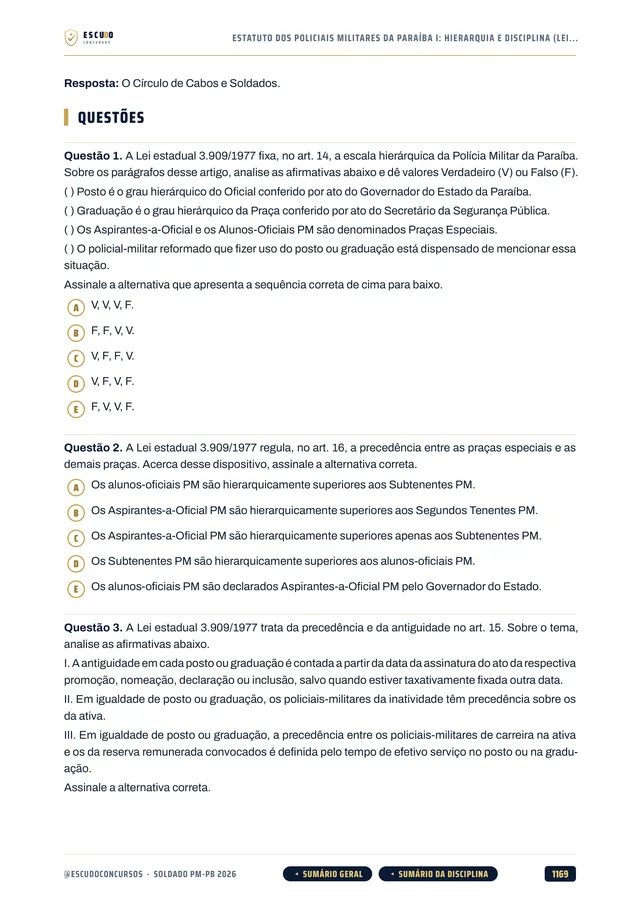 ESCUDO
CONCURSOS
ESTATUTO DOS POLICIAIS MILITARES DA PARAÍBA I: HIERARQUIA E DISCIPLINA (LEI...
Resposta: O Círculo de Cabos e Soldados.
QUESTÕES
Questão 1. A Lei estadual 3.909/1977 fixa, no art. 14, a escala hierárquica da Polícia Militar da Paraíba.
Sobre os parágrafos desse artigo, analise as afirmativas abaixo e dê valores Verdadeiro (V) ou Falso (F).
( ) Posto é o grau hierárquico do Oficial conferido por ato do Governador do Estado da Paraíba.
( ) Graduação é o grau hierárquico da Praça conferido por ato do Secretário da Segurança Pública.
( ) Os Aspirantes-a-Oficial e os Alunos-Oficiais PM são denominados Praças Especiais.
( ) O policial-militar reformado que fizer uso do posto ou graduação está dispensado de mencionar essa
situação.
Assinale a alternativa que apresenta a sequência correta de cima para baixo.
A V, V, V, F.
B F, F, V, V.
C V, F, F, V.
D V, F, V, F.
E F, V, V, F.
Questão 2. A Lei estadual 3.909/1977 regula, no art. 16, a precedência entre as praças especiais e as
demais praças. Acerca desse dispositivo, assinale a alternativa correta.
A Os alunos-oficiais PM são hierarquicamente superiores aos Subtenentes PM.
B Os Aspirantes-a-Oficial PM são hierarquicamente superiores aos Segundos Tenentes PM.
C Os Aspirantes-a-Oficial PM são hierarquicamente superiores apenas aos Subtenentes PM.
D Os Subtenentes PM são hierarquicamente superiores aos alunos-oficiais PM.
E Os alunos-oficiais PM são declarados Aspirantes-a-Oficial PM pelo Governador do Estado.
Questão 3. A Lei estadual 3.909/1977 trata da precedência e da antiguidade no art. 15. Sobre o tema,
analise as afirmativas abaixo.
I. A antiguidade em cada posto ou graduação é contada a partir da data da assinatura do ato da respectiva
promoção, nomeação, declaração ou inclusão, salvo quando estiver taxativamente fixada outra data.
II. Em igualdade de posto ou graduação, os policiais-militares da inatividade têm precedência sobre os
da ativa.
III. Em igualdade de posto ou graduação, a precedência entre os policiais-militares de carreira na ativa
e os da reserva remunerada convocados é definida pelo tempo de efetivo serviço no posto ou na gradu-
ação.
Assinale a alternativa correta.
@ESCUDOCONCURSOS · SOLDADO PM-PB 2026
SUMÁRIO GERAL
SUMÁRIO DA DISCIPLINA
1169